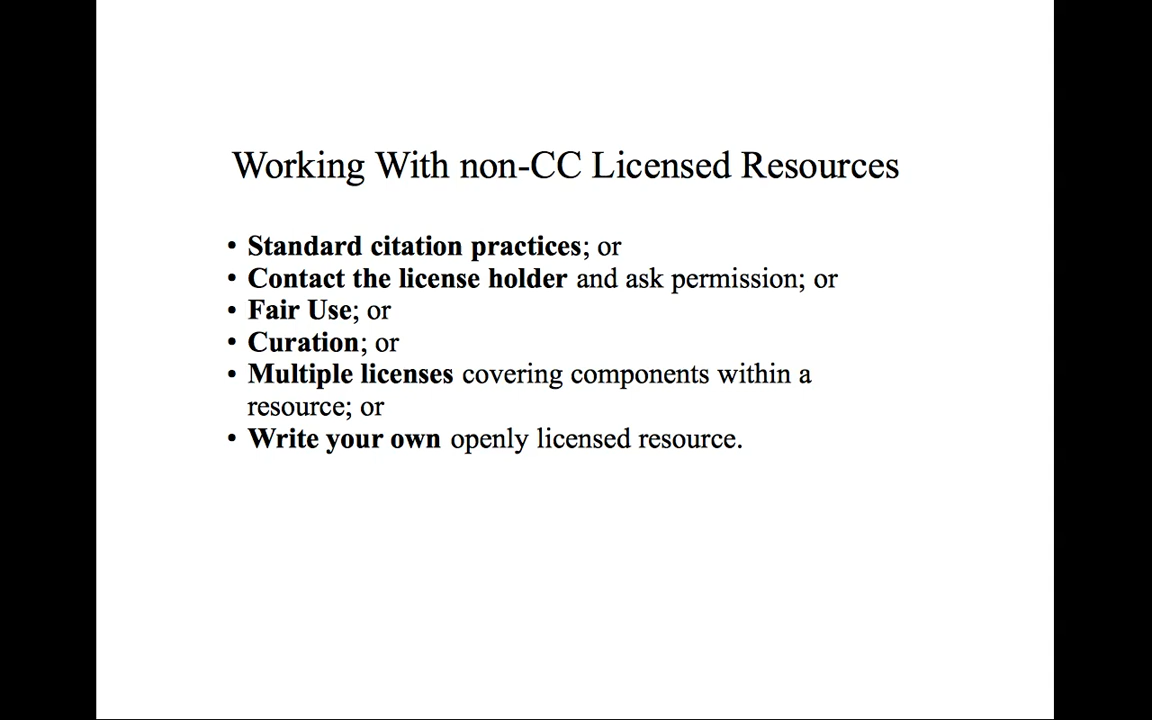 Working With non-CC Licensed Resources
• Standard citation practices; or
• Contact the license holder and ask permission; or
• Fair Use; or
• Curation; or
• Multiple licenses covering components within a
resource; or
• Write your own openly licensed resource.